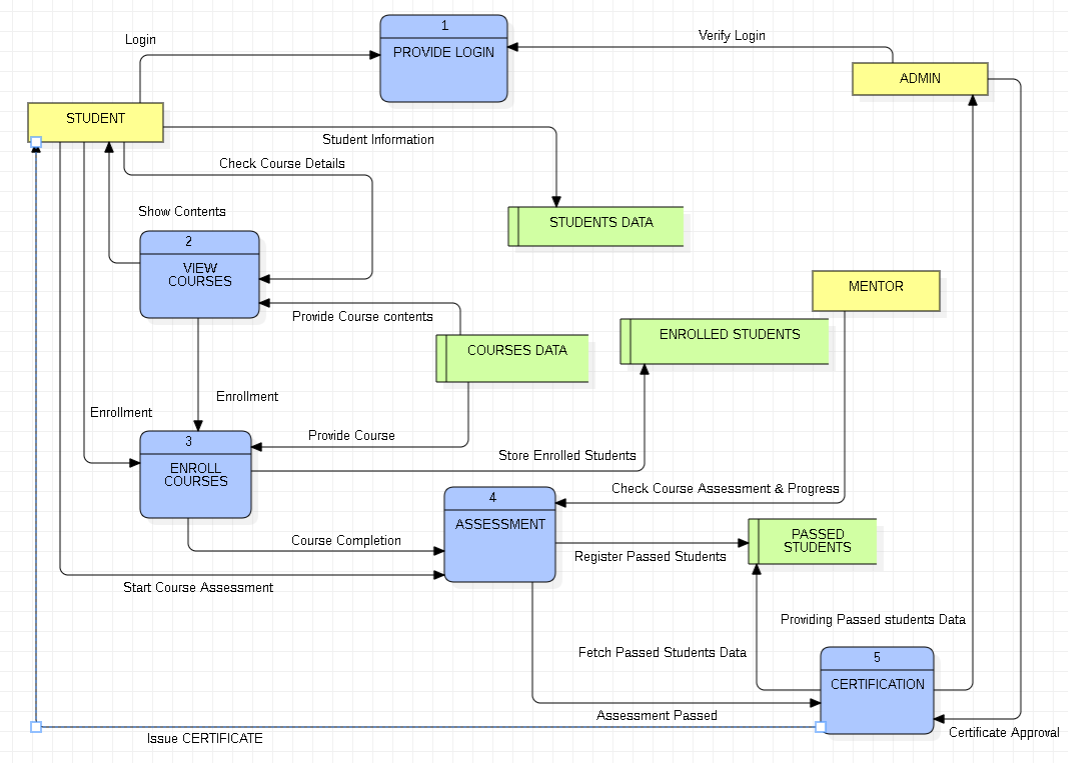 1
PROVIDE LOGIN
Login
Verify Login
ADMIN
STUDENT
Student Information
Check Course Details
Show Contents
STUDENTS DATA
2
VIEW
COURSES
MENTOR
Provide Course contents
ENROLLED STUDENTS
COURSES DATA
Enrollment
Enrollment
Provide Course
3
ENROLL
COURSES
Store Enrolled Students
Check Course Assessment & Progress
4
ASSESSMENT
Course Completion
PASSED
STUDENTS
Register Passed Students
Start Course Assessment
Providing Passed students Data
Fetch Passed Students Data
5
CERTIFICATION
Assessment Passed
Issue CERTIFICATE
Certificate Approval